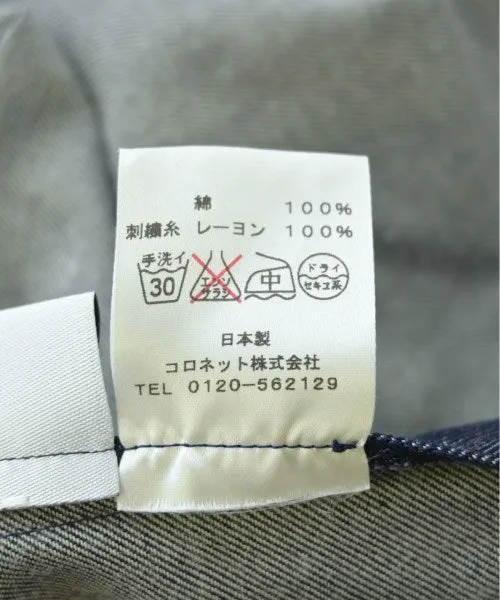 綿 100%
刺繍糸 レーヨン 100%
手洗イ 30 エンソ サラシ 中 ドライ セキユ系
日本製
コロネット株式会社
TEL 0120-562129